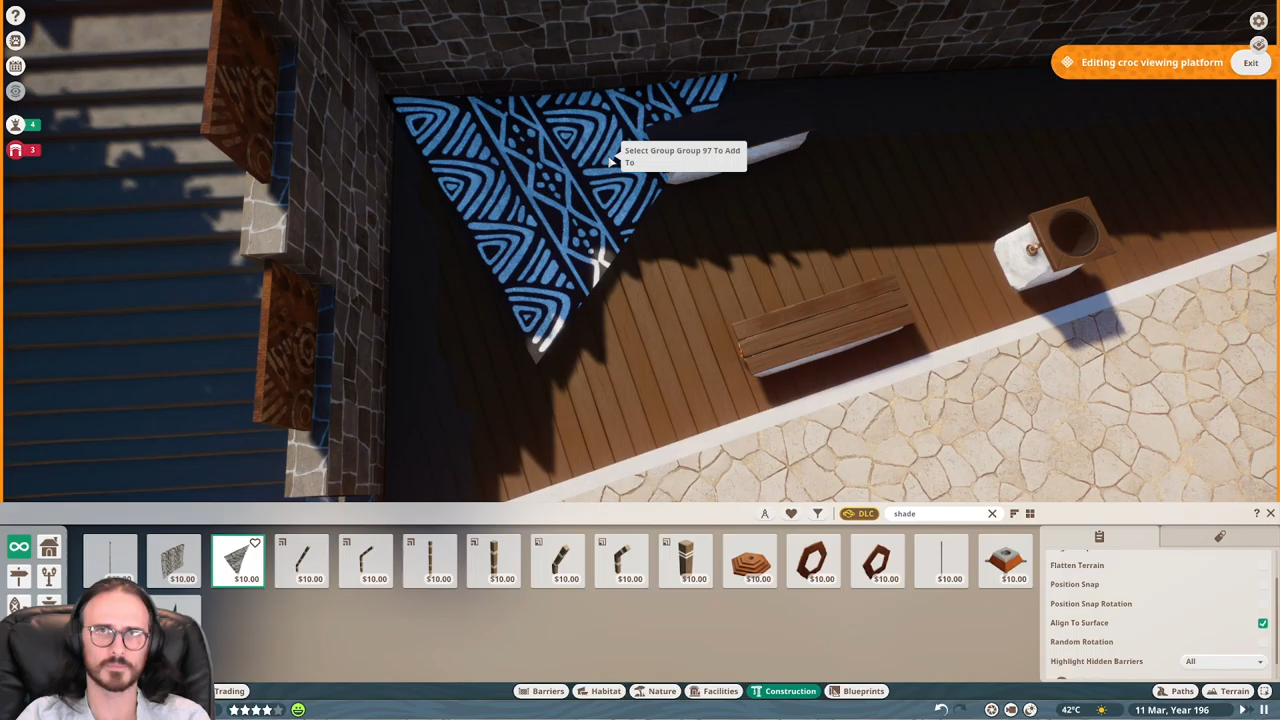 ?
Editing croc viewing platform
Exit
4
3
Select Group Group 97 To Add
To
DLC
shade
?
$10.00
$10.00
$10.00
$10.00
$10.00
$10.00
$10.00
$10.00
$10.00
$10.00
$10.00
$10.00
$10.00
$10.00
Flatten Terrain
Position Snap
Position Snap Rotation
Align To Surface
Random Rotation
Highlight Hidden Barriers
All
Trading
Barriers
Habitat
Nature
Facilities
Construction
Blueprints
Paths
Terrain
42°C
11 Mar, Year 196